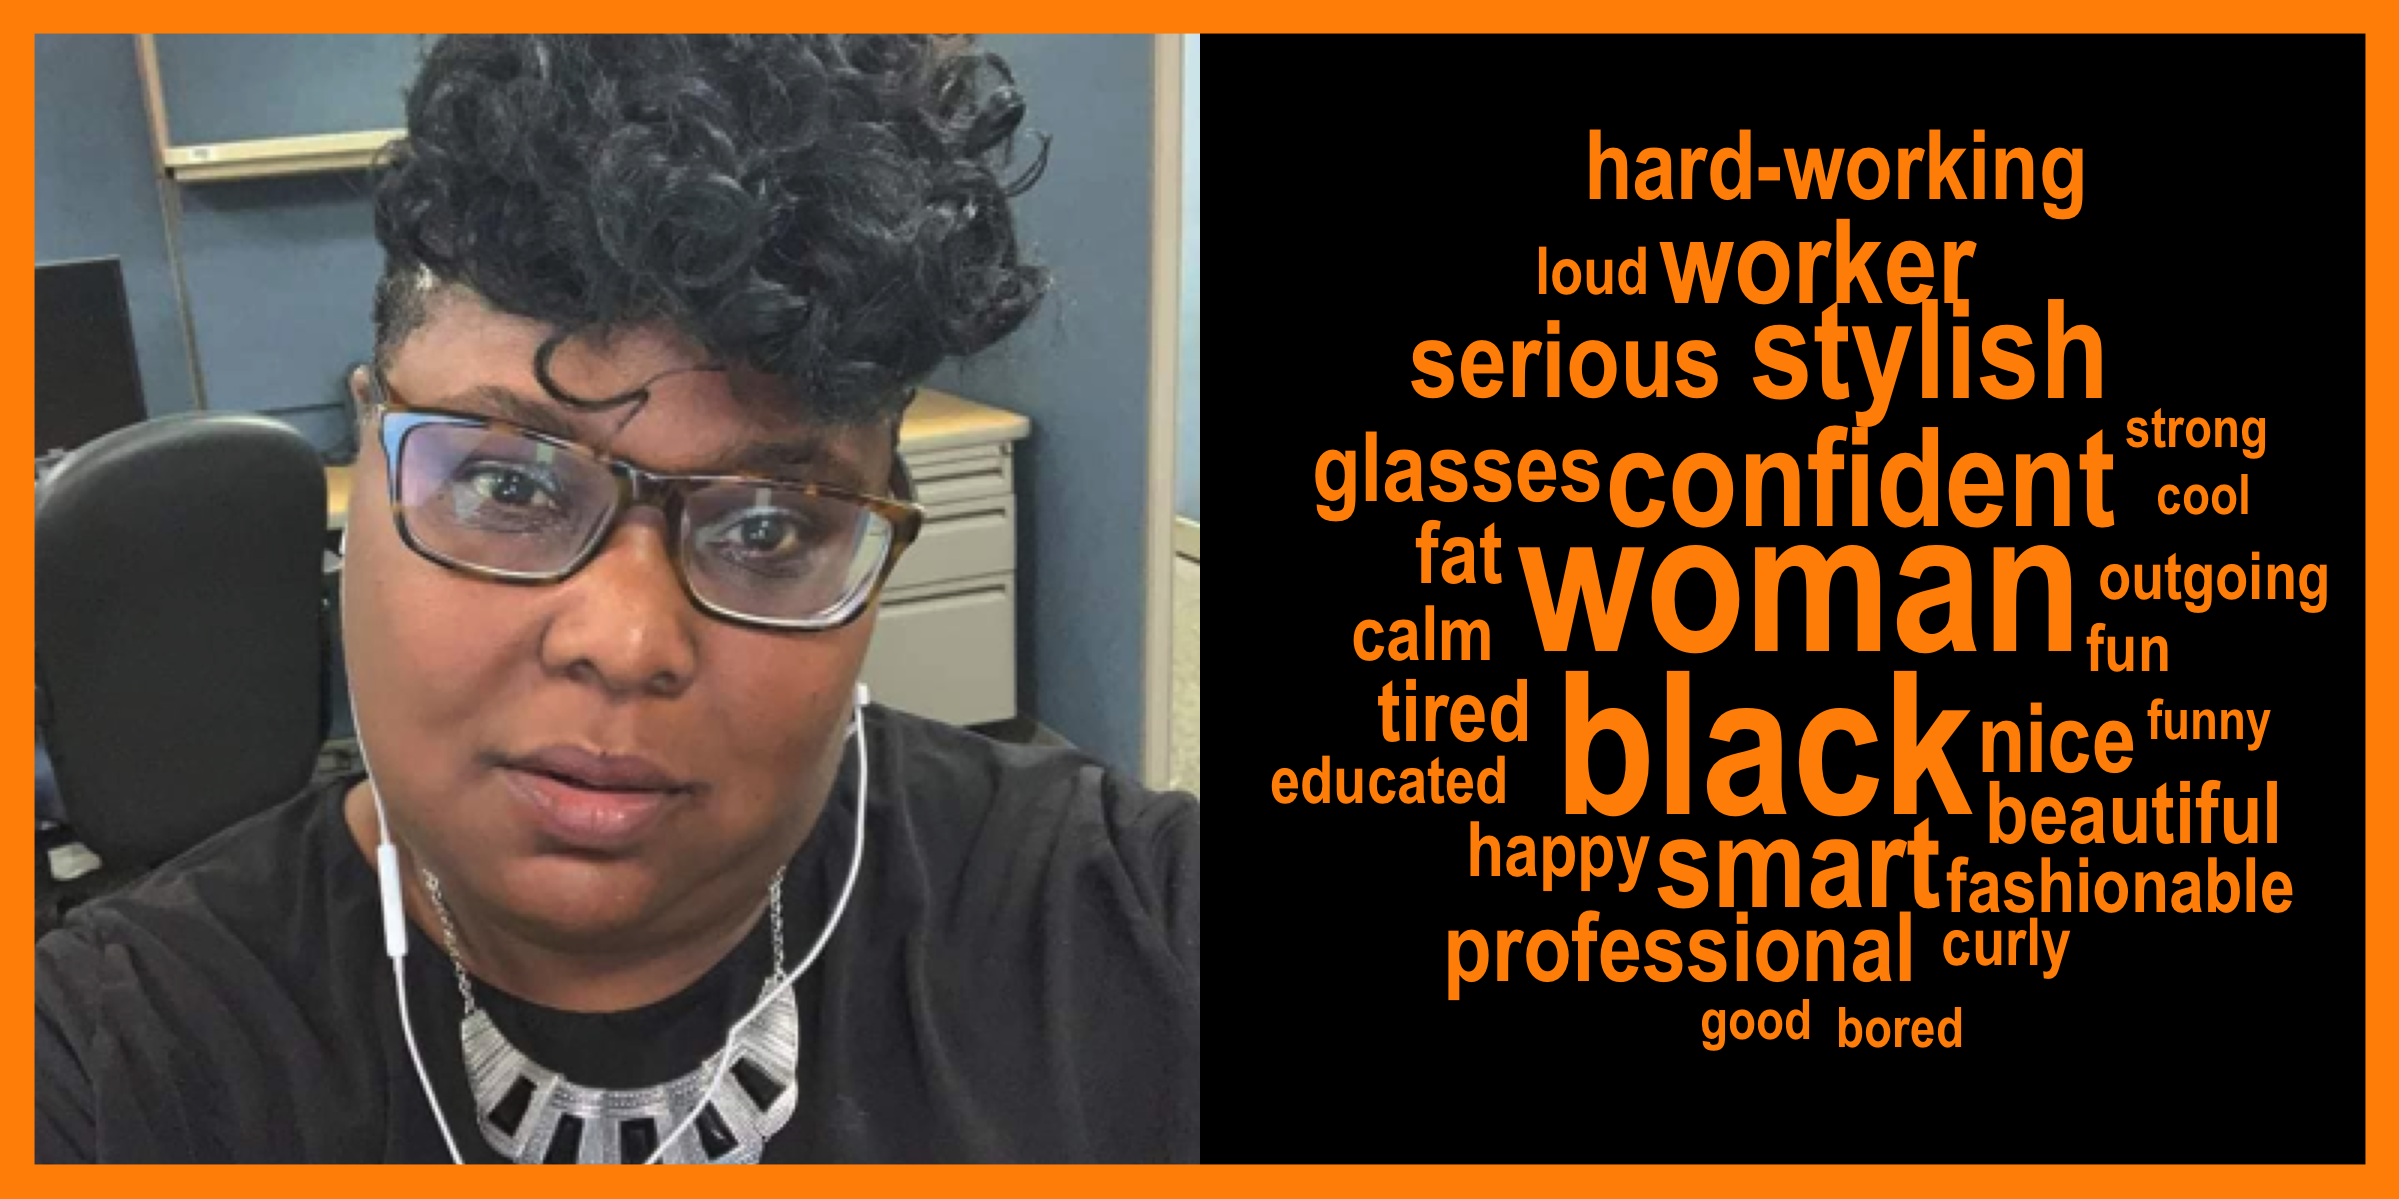 hard-working
loud worker
serious stylish
strong
glasses confident
cool
fat woman outgoing
calm fun
tired black nice funny
educated beautiful
happy smart fashionable
professional curly
good bored